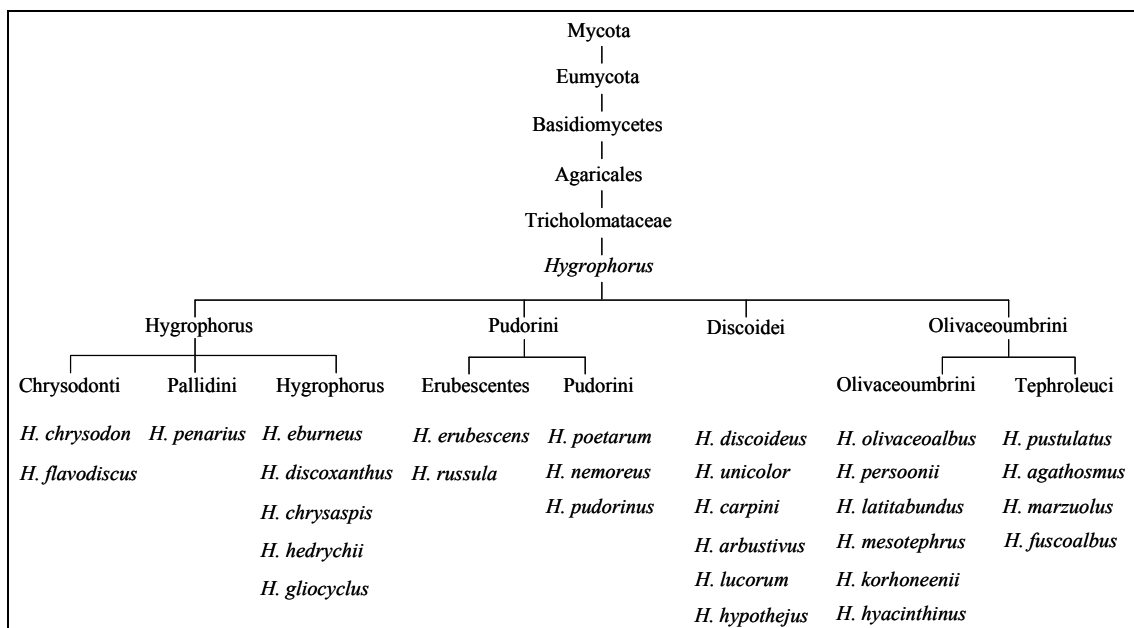 Mycota
Eumycota
Basidiomycetes
Agaricales
Tricholomataceae
Hygrophorus
Hygrophorus Pudorini Discoidei Olivaceoumbrini
Chrysodonti Pallidini Hygrophorus Erubescentes Pudorini Olivaceoumbrini Tephroleuci
H. chrysodon H. penarius H. eburneus H. erubescens H. poetarum H. discoideus H. olivaceoalbus H. pustulatus
H. flavodiscus H. discoxanthus H. russula H. nemoreus H. unicolor H. persoonii H. agathosmus
H. chrysaspis H. pudorinus H. carpini H. latitabundus H. marzuolus
H. hedrychii H. arbustivus H. mesotephrus H. fuscoalbus
H. gliocyclus H. lucorum H. korhoneenii
H. hypothejus H. hyacinthinus